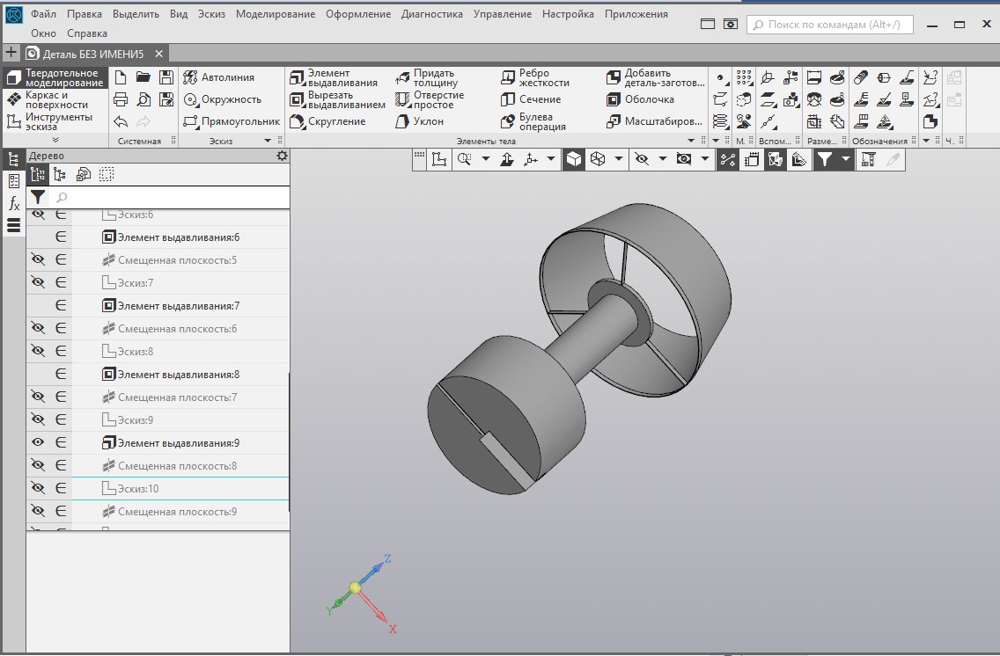 Файл Правка Выделить Вид Эскиз Моделирование Оформление Диагностика Управление Настройка Приложения
Окно Справка
Поиск по командам (Alt+/)
Деталь БЕЗ ИМЕНИ5
Твердотельное
моделирование
Каркас и
поверхности
Инструменты
эскиза
Системная
Автолиния
Окружность
Прямоугольник
Эскиз
Элемент
выдавливания
Вырезать
выдавливанием
Скругление
Придать
толщину
Отверстие
простое
Уклон
Ребро
жесткости
Сечение
Булева
операция
Добавить
деталь-заготов...
Оболочка
Масштабиров...
Элементы тела
М.
Вспом...
Разме...
Обозначения
Ч.
Дерево
Эскиз:6
Элемент выдавливания:6
Смещенная плоскость:5
Эскиз:7
Элемент выдавливания:7
Смещенная плоскость:6
Эскиз:8
Элемент выдавливания:8
Смещенная плоскость:7
Эскиз:9
Элемент выдавливания:9
Смещенная плоскость:8
Эскиз:10
Смещенная плоскость:9
fx
Z
Y
X